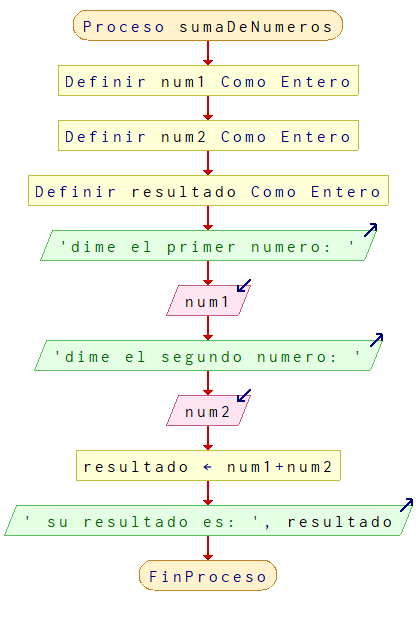 Proceso sumaDeNumeros
Definir num1 Como Entero
Definir num2 Como Entero
Definir resultado Como Entero
'dime el primer numero: '
num1
'dime el segundo numero: '
num2
resultado ← num1+num2
' su resultado es: ', resultado
FinProceso